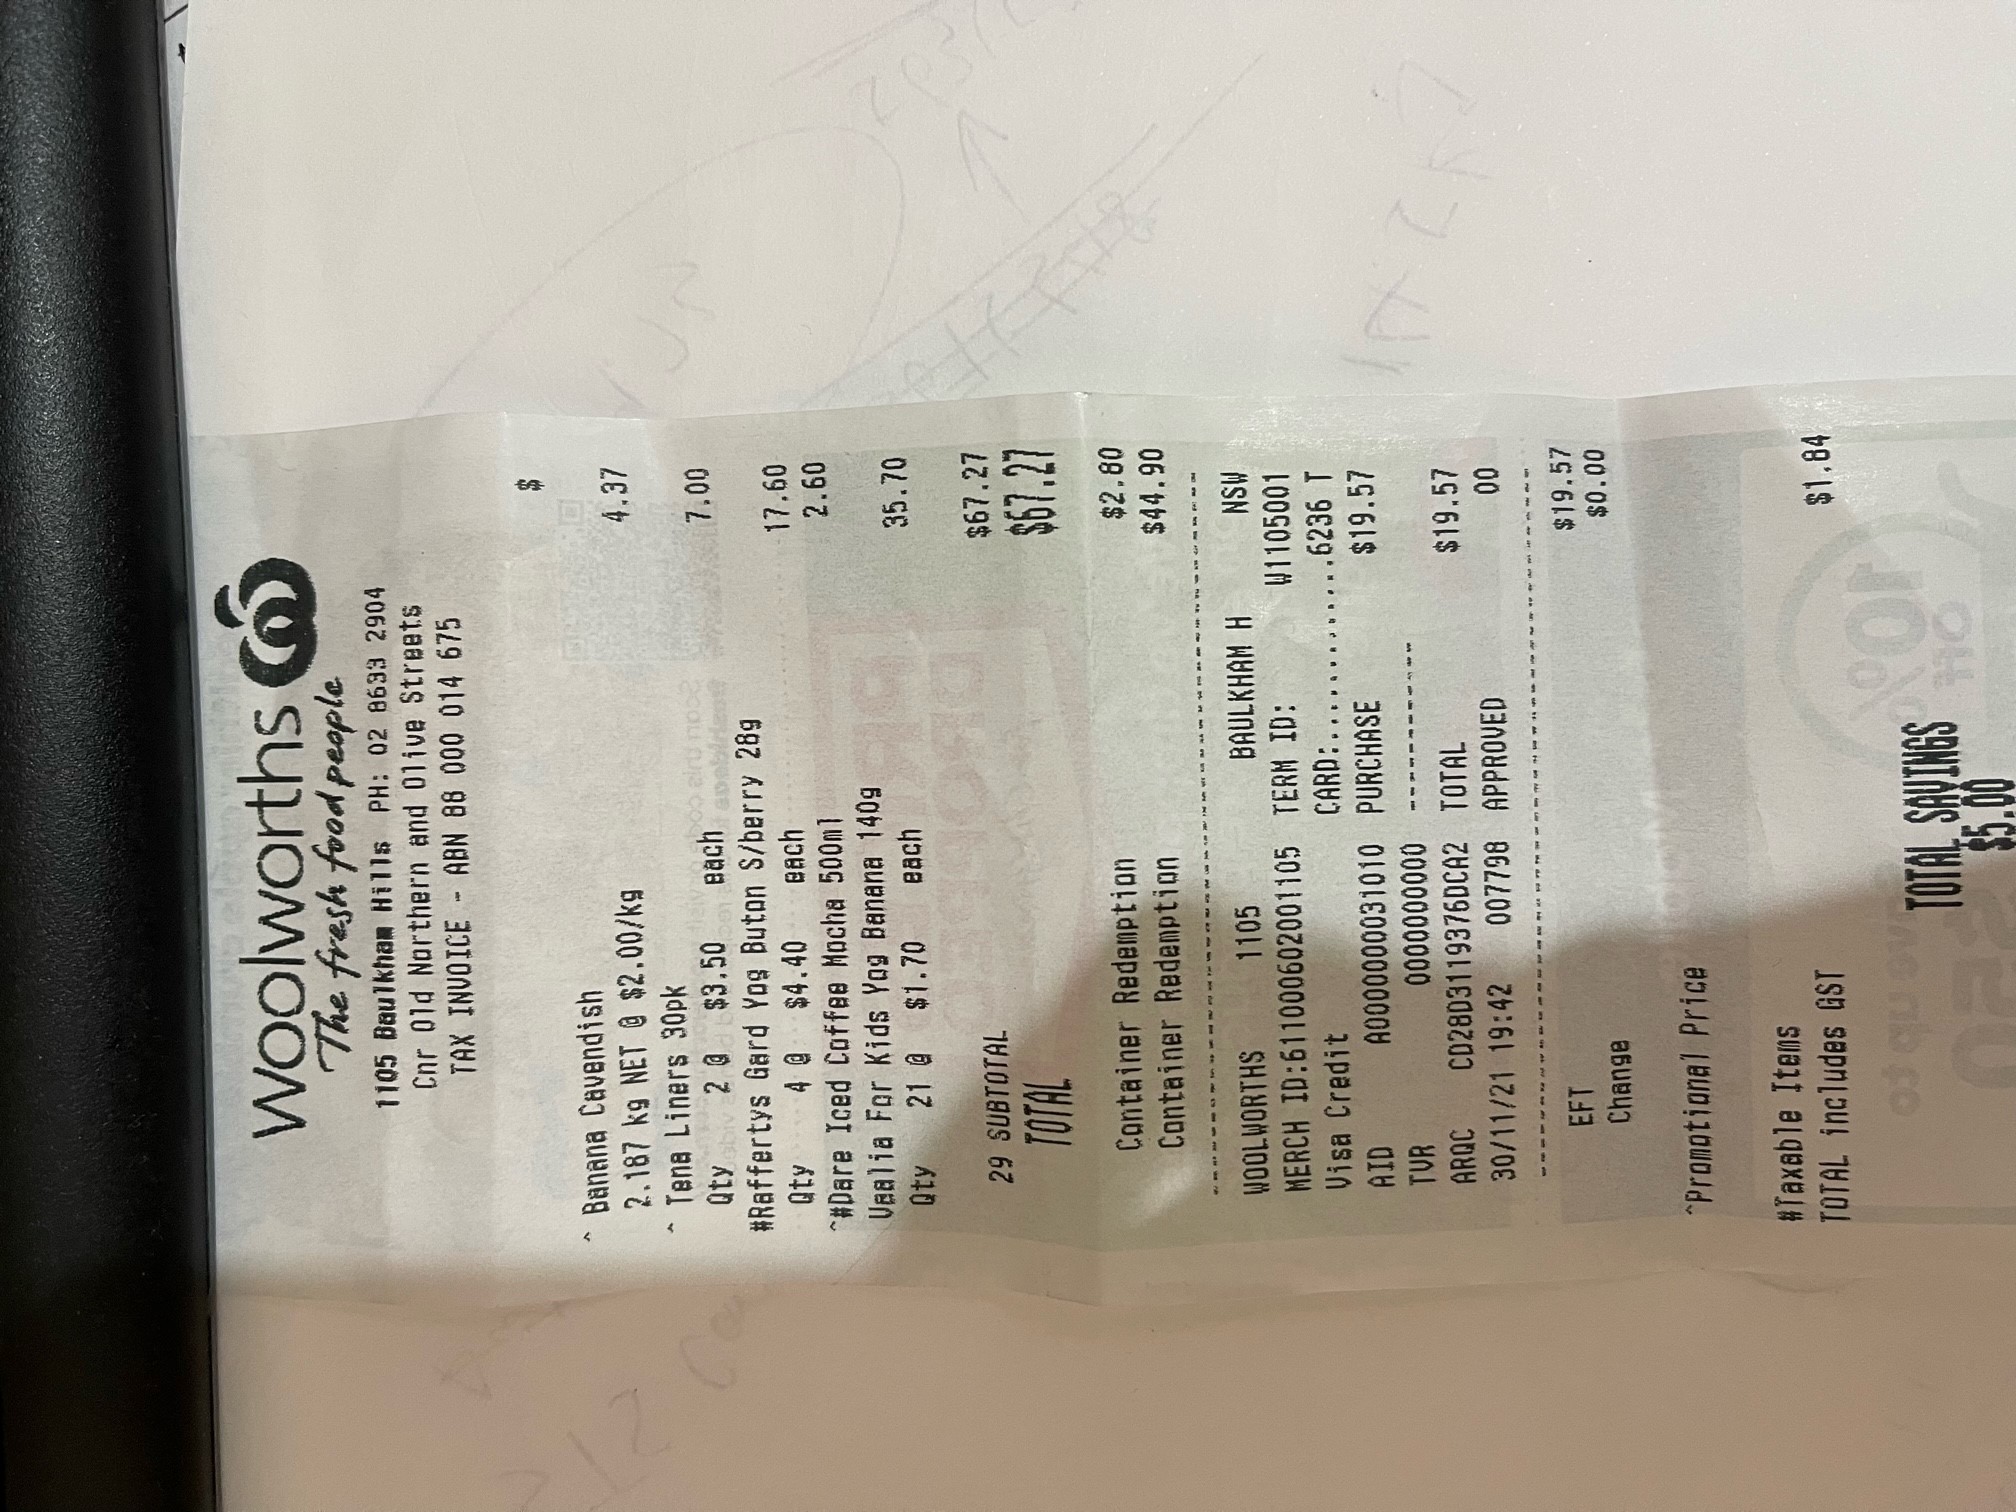 Woolworths
The fresh food people
1105 Baulkham Hills PH: 02 8633 2904
Cnr Old Northern and Olive Streets
TAX INVOICE - ABN 88 000 014 675
$
^ Banana Cavendish
2.187 kg NET @ $2.00/kg 4.37
^ Tena Liners 30pk
Qty 2 @ $3.50 each 7.00
#Raffertys Gard Yog Buton S/berry 28g
Qty 4 @ $4.40 each 17.60
^#Dare Iced Coffee Mocha 500ml 2.60
Vaalia For Kids Yog Banana 140g
Qty 21 @ $1.70 each 35.70
29 SUBTOTAL $67.27
TOTAL $67.27
Container Redemption $2.80
Container Redemption $44.90
WOOLWORTHS 1105 BAULKHAM H NSW
MERCH ID:611000602001105 TERM ID: W1105001
Visa Credit CARD:.............6236 T
AID A0000000031010 PURCHASE $19.57
TVR 0000000000
ARQC CD28D3119376DCA2 TOTAL $19.57
30/11/21 19:42 007798 APPROVED 00
EFT $19.57
Change $0.00
^Promotional Price
#Taxable Items
TOTAL includes GST $1.84
TOTAL SAVINGS
$5.00